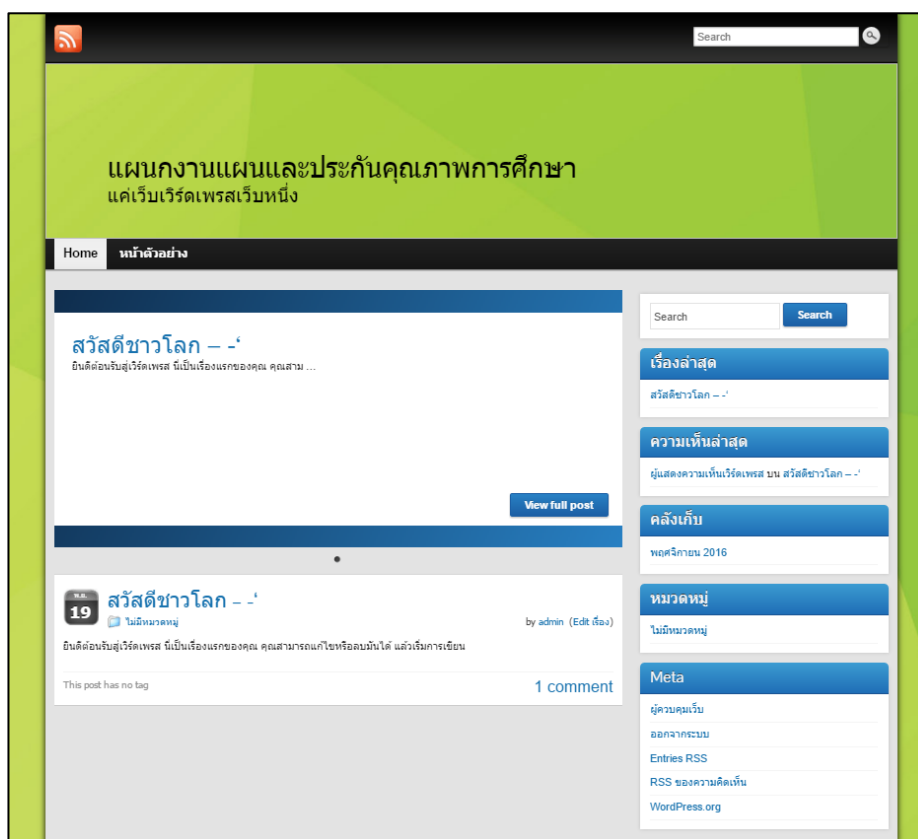 Search
แผนกงานแผนและประกันคุณภาพการศึกษา
แค่เว็บเวิร์ดเพรสเว็บหนึ่ง
Home หน้าตัวอย่าง
สวัสดีชาวโลก – -‘
ยินดีต้อนรับสู่เวิร์ดเพรส นี่เป็นเรื่องแรกของคุณ คุณสาม ...
View full post
พ.ย.
19
สวัสดีชาวโลก – -‘
ไม่มีหมวดหมู่
by admin (Edit เรื่อง)
ยินดีต้อนรับสู่เวิร์ดเพรส นี่เป็นเรื่องแรกของคุณ คุณสามารถแก้ไขหรือลบมันได้ แล้วเริ่มการเขียน
This post has no tag
1 comment
Search Search
เรื่องล่าสุด
สวัสดีชาวโลก – -‘
ความเห็นล่าสุด
ผู้แสดงความเห็นเวิร์ดเพรส บน สวัสดีชาวโลก – -‘
คลังเก็บ
พฤศจิกายน 2016
หมวดหมู่
ไม่มีหมวดหมู่
Meta
ผู้ควบคุมเว็บ
ออกจากระบบ
Entries RSS
RSS ของความคิดเห็น
WordPress.org